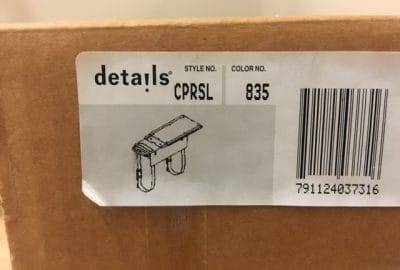 details® STYLE NO. COLOR NO.
CPRSL 835
791124037316